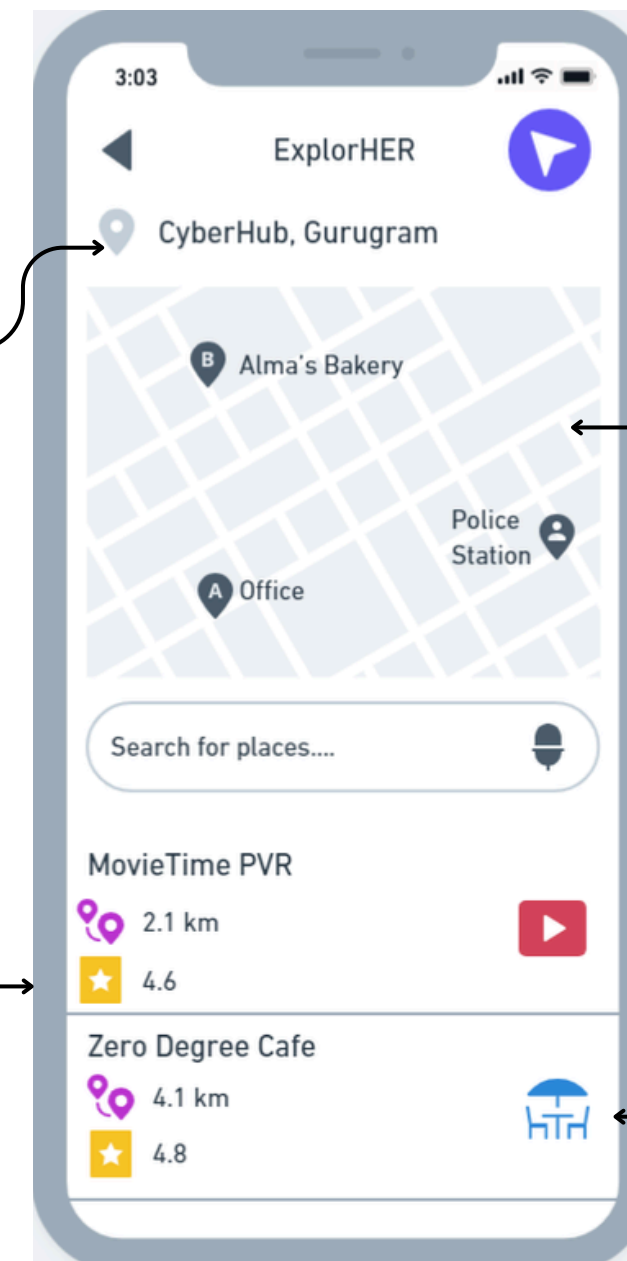 3:03
ExplorHER
CyberHub, Gurugram
B
Alma's Bakery
Police
Station
A
Office
Search for places....
MovieTime PVR
2.1 km
4.6
Zero Degree Cafe
4.1 km
4.8